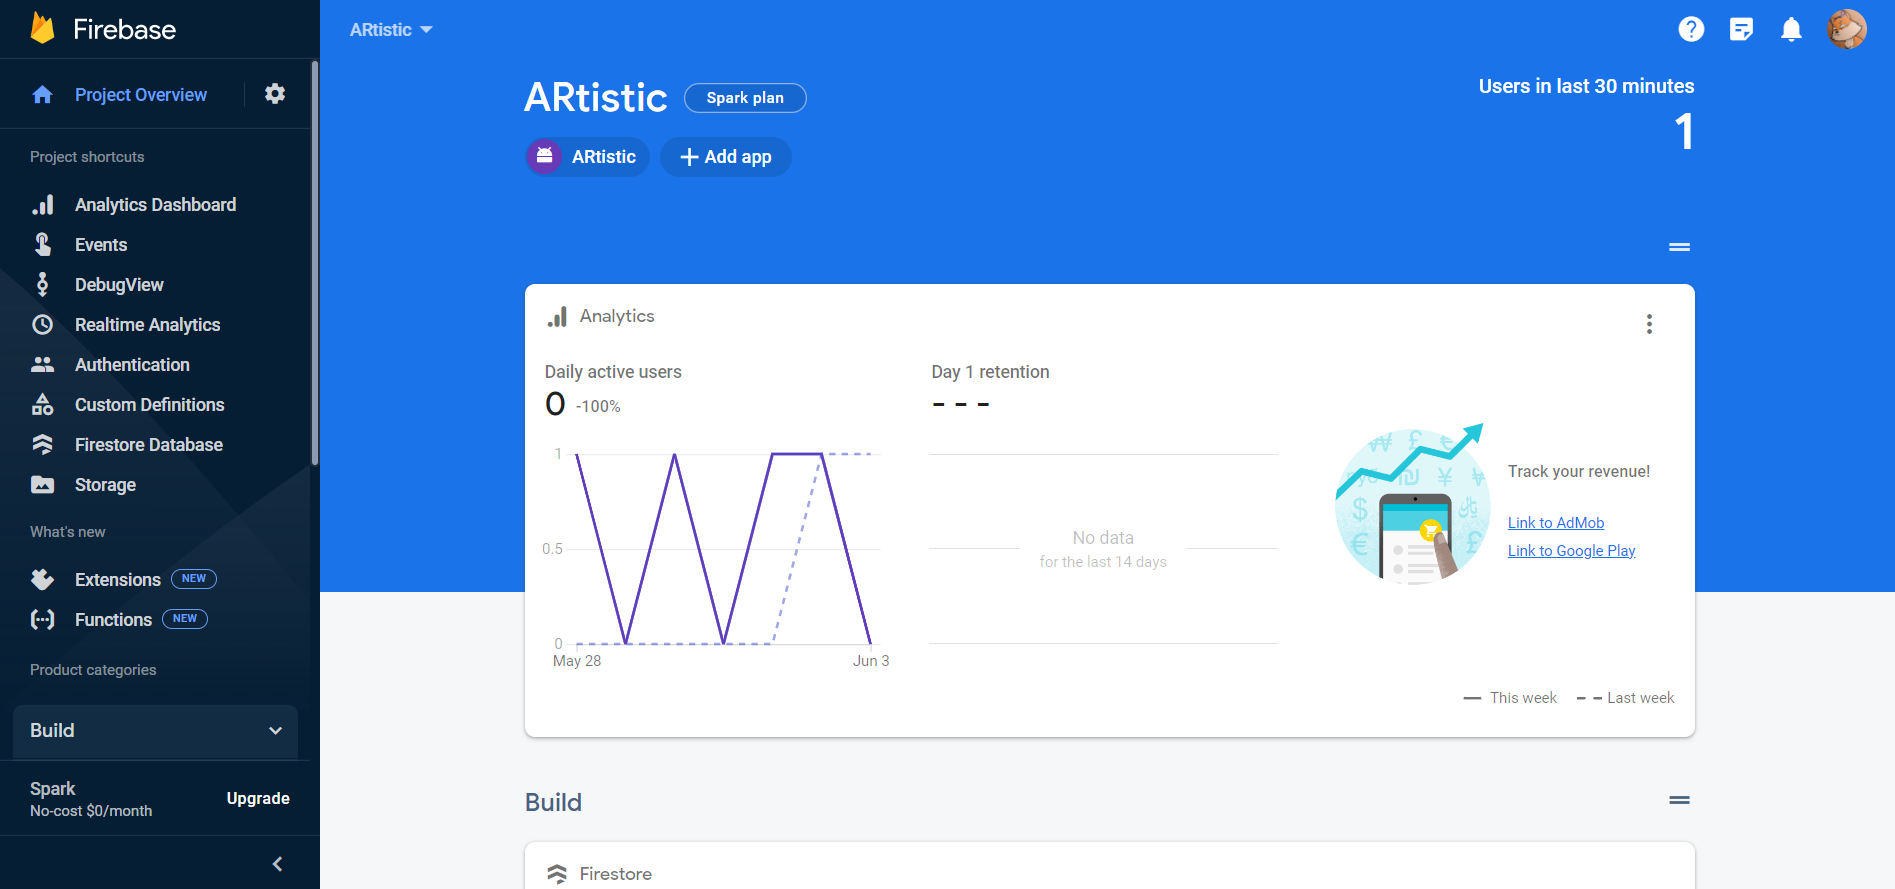 Firebase
Project Overview
Project shortcuts
Analytics Dashboard
Events
DebugView
Realtime Analytics
Authentication
Custom Definitions
Firestore Database
Storage
What's new
Extensions NEW
Functions NEW
Product categories
Build
Spark
No-cost $0/month
Upgrade
ARtistic
ARtistic Spark plan
ARtistic + Add app
Users in last 30 minutes
1
Analytics
Daily active users
0 -100%
1
0.5
0
May 28 Jun 3
Day 1 retention
- - -
No data
for the last 14 days
Track your revenue!
Link to AdMob
Link to Google Play
This week Last week
Build
Firestore